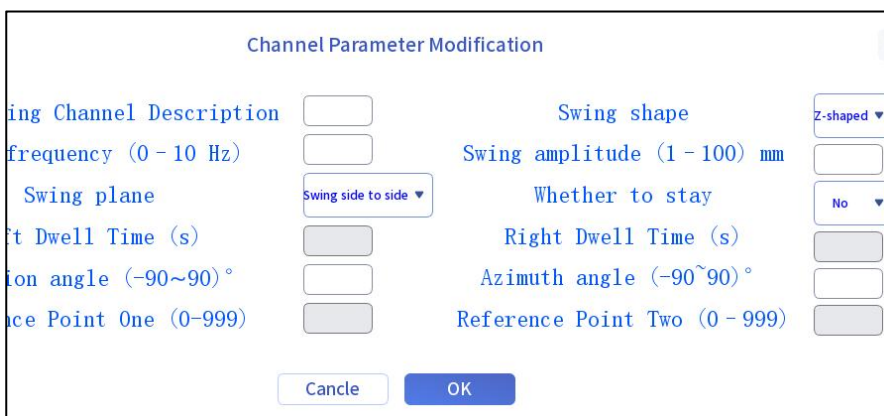 Channel Parameter Modification
ing Channel Description Swing shape Z-shaped
frequency (0-10 Hz) Swing amplitude (1-100) mm
Swing plane Swing side to side Whether to stay No
ft Dwell Time (s) Right Dwell Time (s)
ion angle (-90~90)° Azimuth angle (-90~90)°
nce Point One (0-999) Reference Point Two (0-999)
Cancle OK